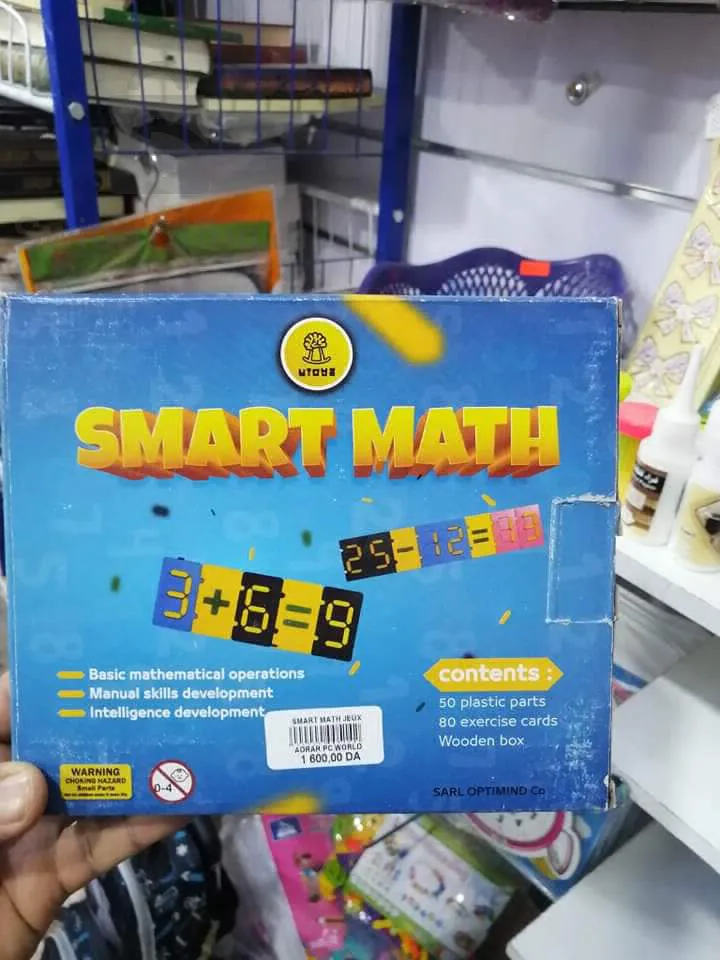 SMART MATH
25-12=
3+6=9
Basic mathematical operations
Manual skills development
Intelligence development
contents :
50 plastic parts
80 exercise cards
Wooden box
SMART MATH JEUX
ADRAR PC WORLD
1 600,00 DA
WARNING
CHOKING HAZARD
Small Parts
0-4
SARL OPTIMIND Co